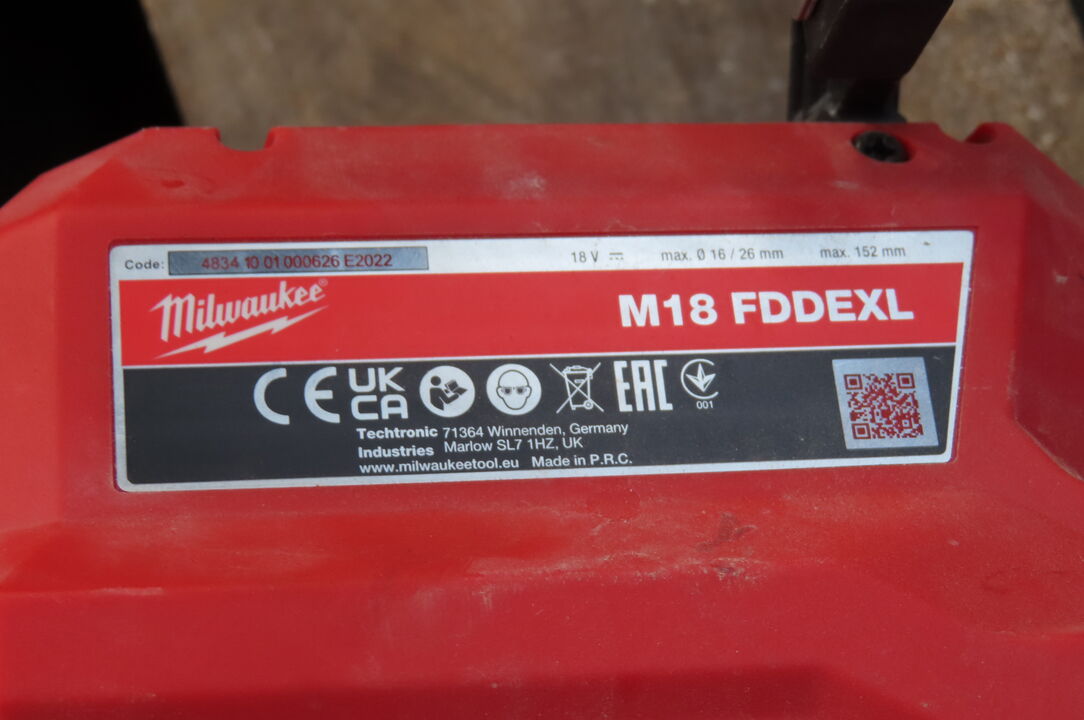 Code: 4834 10 01 000626 E2022 18 V max. Ø 16 / 26 mm max. 152 mm
Milwaukee® M18 FDDEXL
CE UK CA EAC 001
Techtronic 71364 Winnenden, Germany
Industries Marlow SL7 1HZ, UK
www.milwaukeetool.eu Made in P.R.C.